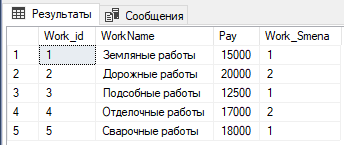 Результаты Сообщения
Work_id WorkName Pay Work_Smena
1 1 Земляные работы 15000 1
2 2 Дорожные работы 20000 2
3 3 Подсобные работы 12500 1
4 4 Отделочные работы 17000 2
5 5 Сварочные работы 18000 1